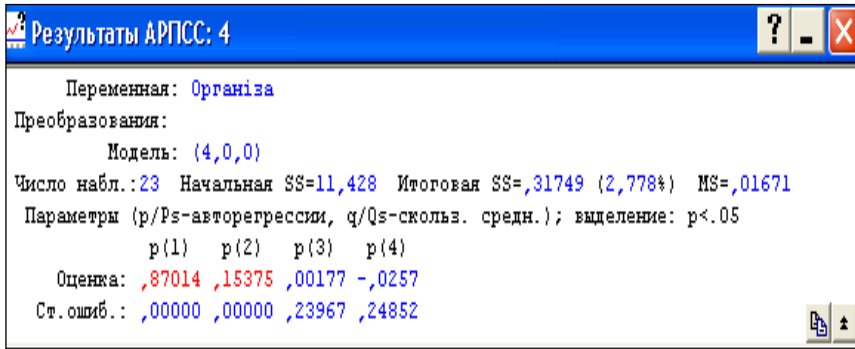 Результаты АРПСС: 4
Переменная: Організа
Преобразования:
Модель: (4,0,0)
Число набл.:23 Начальная SS=11,428 Итоговая SS=,31749 (2,778%) MS=,01671
Параметры (p/Ps-авторегрессии, q/Qs-скольз. средн.); выделение: p<.05
p(1) p(2) p(3) p(4)
Оценка: ,87014 ,15375 ,00177 -,0257
Ст.ошиб.: ,00000 ,00000 ,23967 ,24852